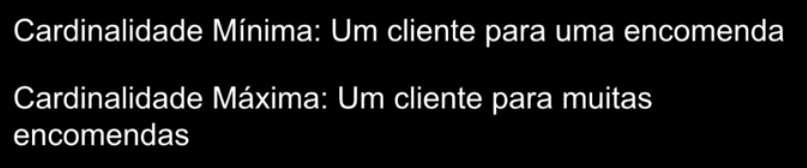 Cardinalidade Mínima: Um cliente para uma encomenda
Cardinalidade Máxima: Um cliente para muitas
encomendas